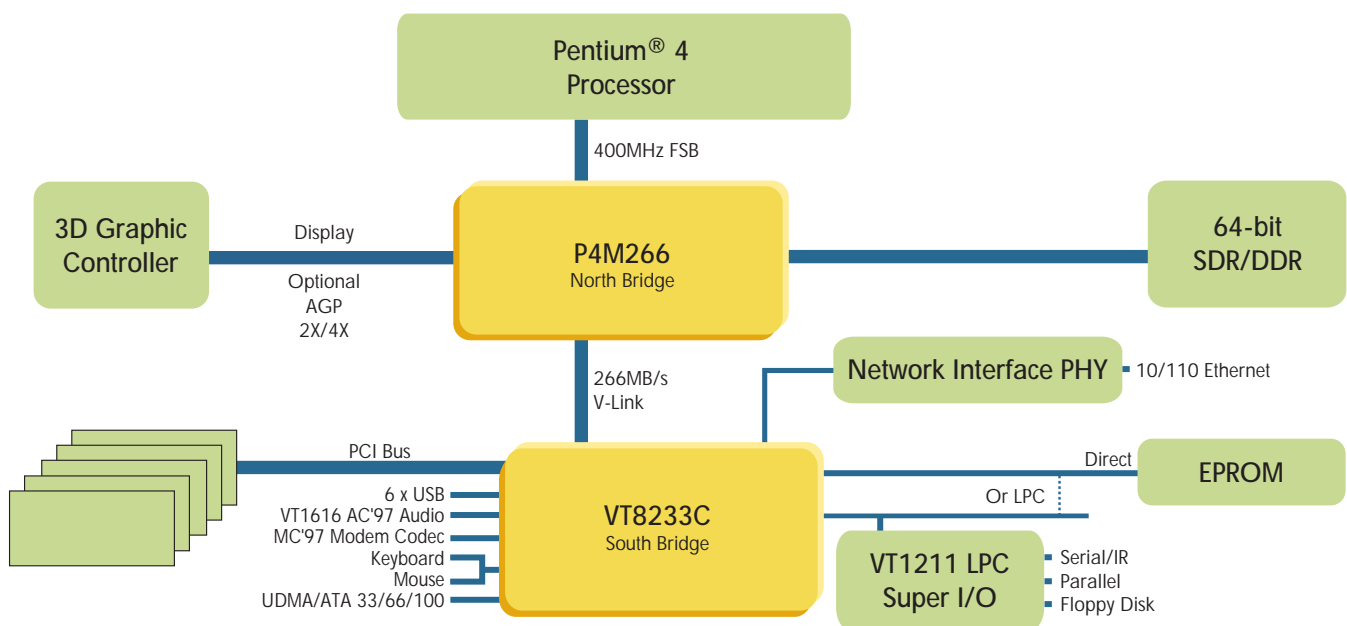 Pentium® 4
Processor
400MHz FSB
3D Graphic
Controller
Display
Optional
AGP
2X/4X
P4M266
North Bridge
64-bit
SDR/DDR
266MB/s
V-Link
Network Interface PHY
10/110 Ethernet
PCI Bus
6 x USB
VT1616 AC'97 Audio
MC'97 Modem Codec
Keyboard
Mouse
UDMA/ATA 33/66/100
VT8233C
South Bridge
Direct
EPROM
Or LPC
VT1211 LPC
Super I/O
Serial/IR
Parallel
Floppy Disk